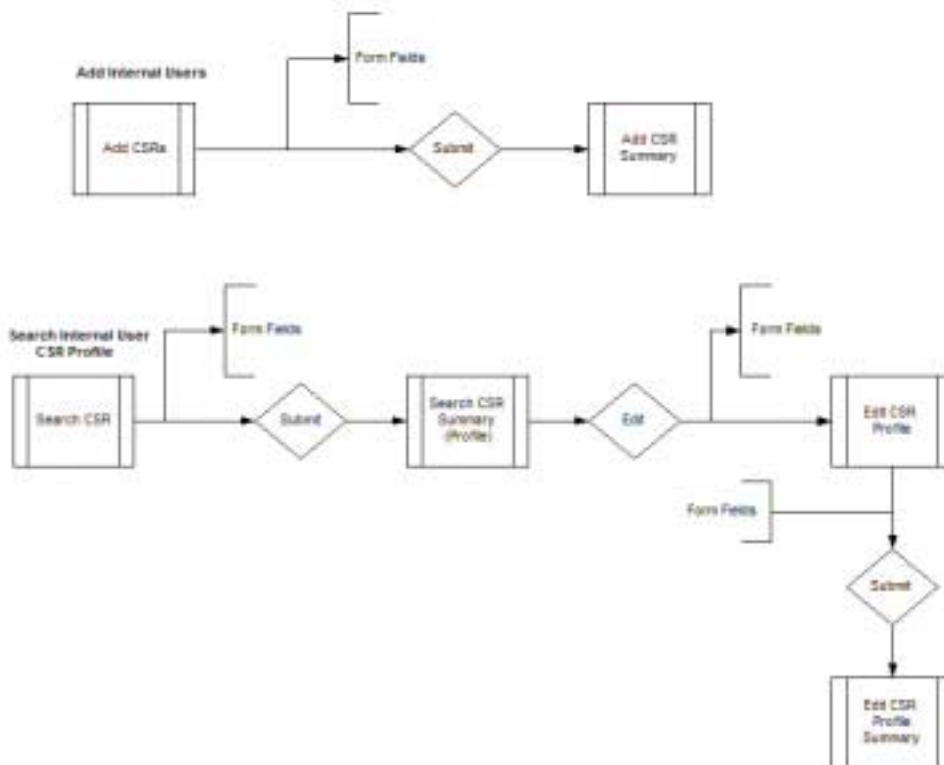 Form Fields
Add Internal Users
Add CSRs
Submit
Add CSR
Summary
Form Fields
Form Fields
Search Internal User
CSR Profile
Search CSR
Submit
Search CSR
Summary
(Profile)
Edit
Edit CSR
Profile
Form Fields
Submit
Edit CSR
Profile
Summary